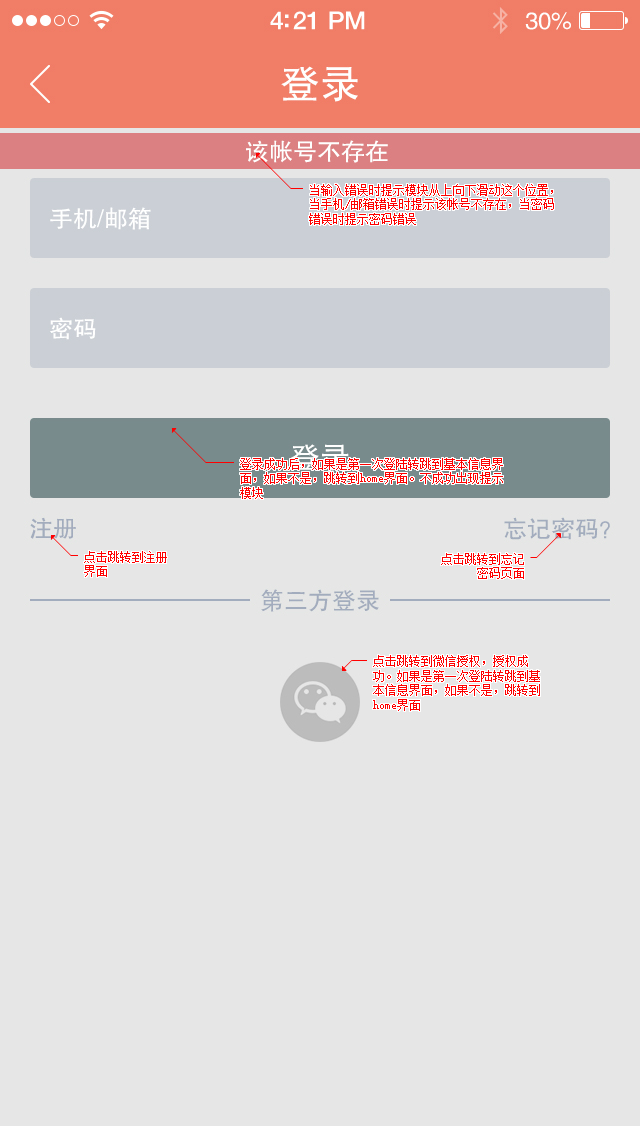 4:21 PM
30%
登录
该帐号不存在
当输入错误时提示模块从上向下滑动这个位置，
当手机/邮箱错误时提示该帐号不存在，当密码
错误时提示密码错误
手机/邮箱
密码
登录
登录成功后，如果是第一次登陆转跳到基本信息界
面，如果不是，跳转到home界面。不成功出现提示
模块
注册
忘记密码?
点击跳转到注册
界面
点击跳转到忘记
密码页面
第三方登录
点击跳转到微信授权，授权成
功。如果是第一次登陆转跳到基
本信息界面，如果不是，跳转到
home界面